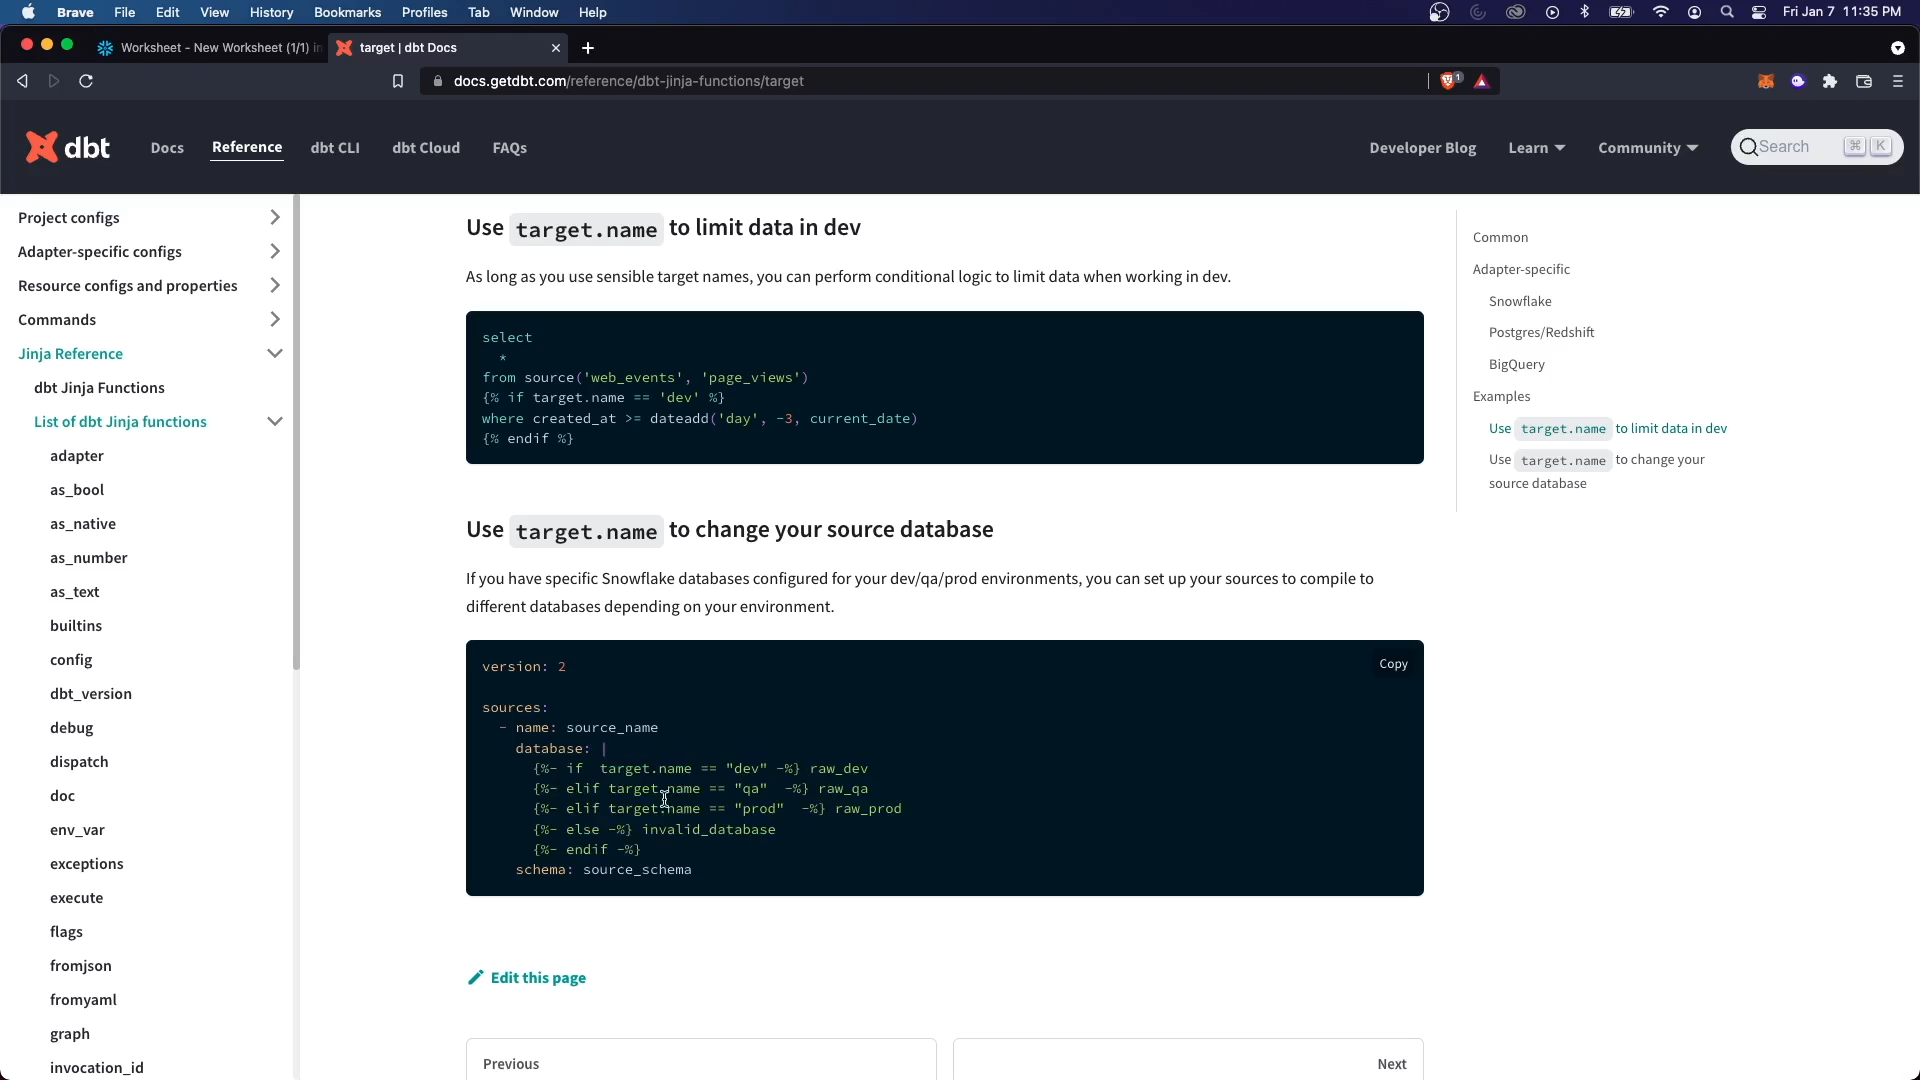 Brave File Edit View History Bookmarks Profiles Tab Window Help Fri Jan 7 11:35 PM
Worksheet - New Worksheet (1/1) in
target | dbt Docs
docs.getdbt.com/reference/dbt-jinja-functions/target
1
dbt Docs Reference dbt CLI dbt Cloud FAQs Developer Blog Learn Community Search ⌘ K
Project configs
Adapter-specific configs
Resource configs and properties
Commands
Jinja Reference
dbt Jinja Functions
List of dbt Jinja functions
adapter
as_bool
as_native
as_number
as_text
builtins
config
dbt_version
debug
dispatch
doc
env_var
exceptions
execute
flags
fromjson
fromyaml
graph
invocation_id
Use target.name to limit data in dev
As long as you use sensible target names, you can perform conditional logic to limit data when working in dev.
select
*
from source('web_events', 'page_views')
{% if target.name == 'dev' %}
where created_at >= dateadd('day', -3, current_date)
{% endif %}
Use target.name to change your source database
If you have specific Snowflake databases configured for your dev/qa/prod environments, you can set up your sources to compile to
different databases depending on your environment.
Copy
version: 2
sources:
- name: source_name
database: |
{%- if  target.name == "dev" -%} raw_dev
{%- elif target.name == "qa"  -%} raw_qa
{%- elif target.name == "prod"  -%} raw_prod
{%- else -%} invalid_database
{%- endif -%}
schema: source_schema
Edit this page
Previous
Next
Common
Adapter-specific
Snowflake
Postgres/Redshift
BigQuery
Examples
Use target.name to limit data in dev
Use target.name to change your
source database